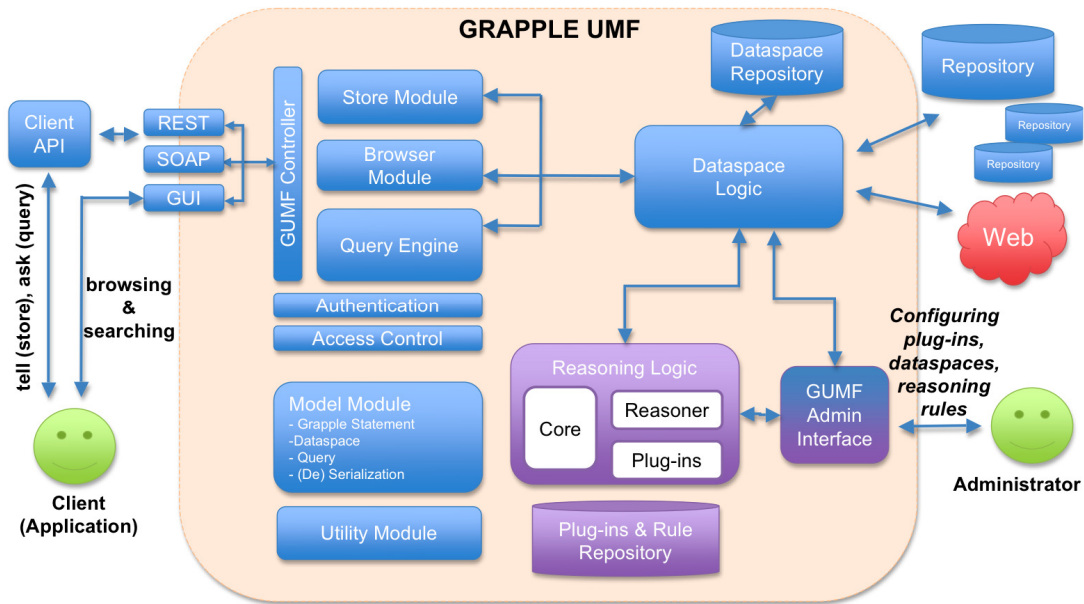 GRAPPLE UMF
Client
API
REST
SOAP
GUI
GUMF Controller
Store Module
Browser
Module
Query Engine
Authentication
Access Control
Model Module
- Grapple Statement
-Dataspace
- Query
- (De) Serialization
Utility Module
Dataspace
Repository
Dataspace
Logic
Repository
Repository
Repository
Web
Reasoning Logic
Core
Reasoner
Plug-ins
GUMF
Admin
Interface
Plug-ins & Rule
Repository
Configuring
plug-ins,
dataspaces,
reasoning
rules
Administrator
tell (store), ask (query)
browsing
&
searching
Client
(Application)